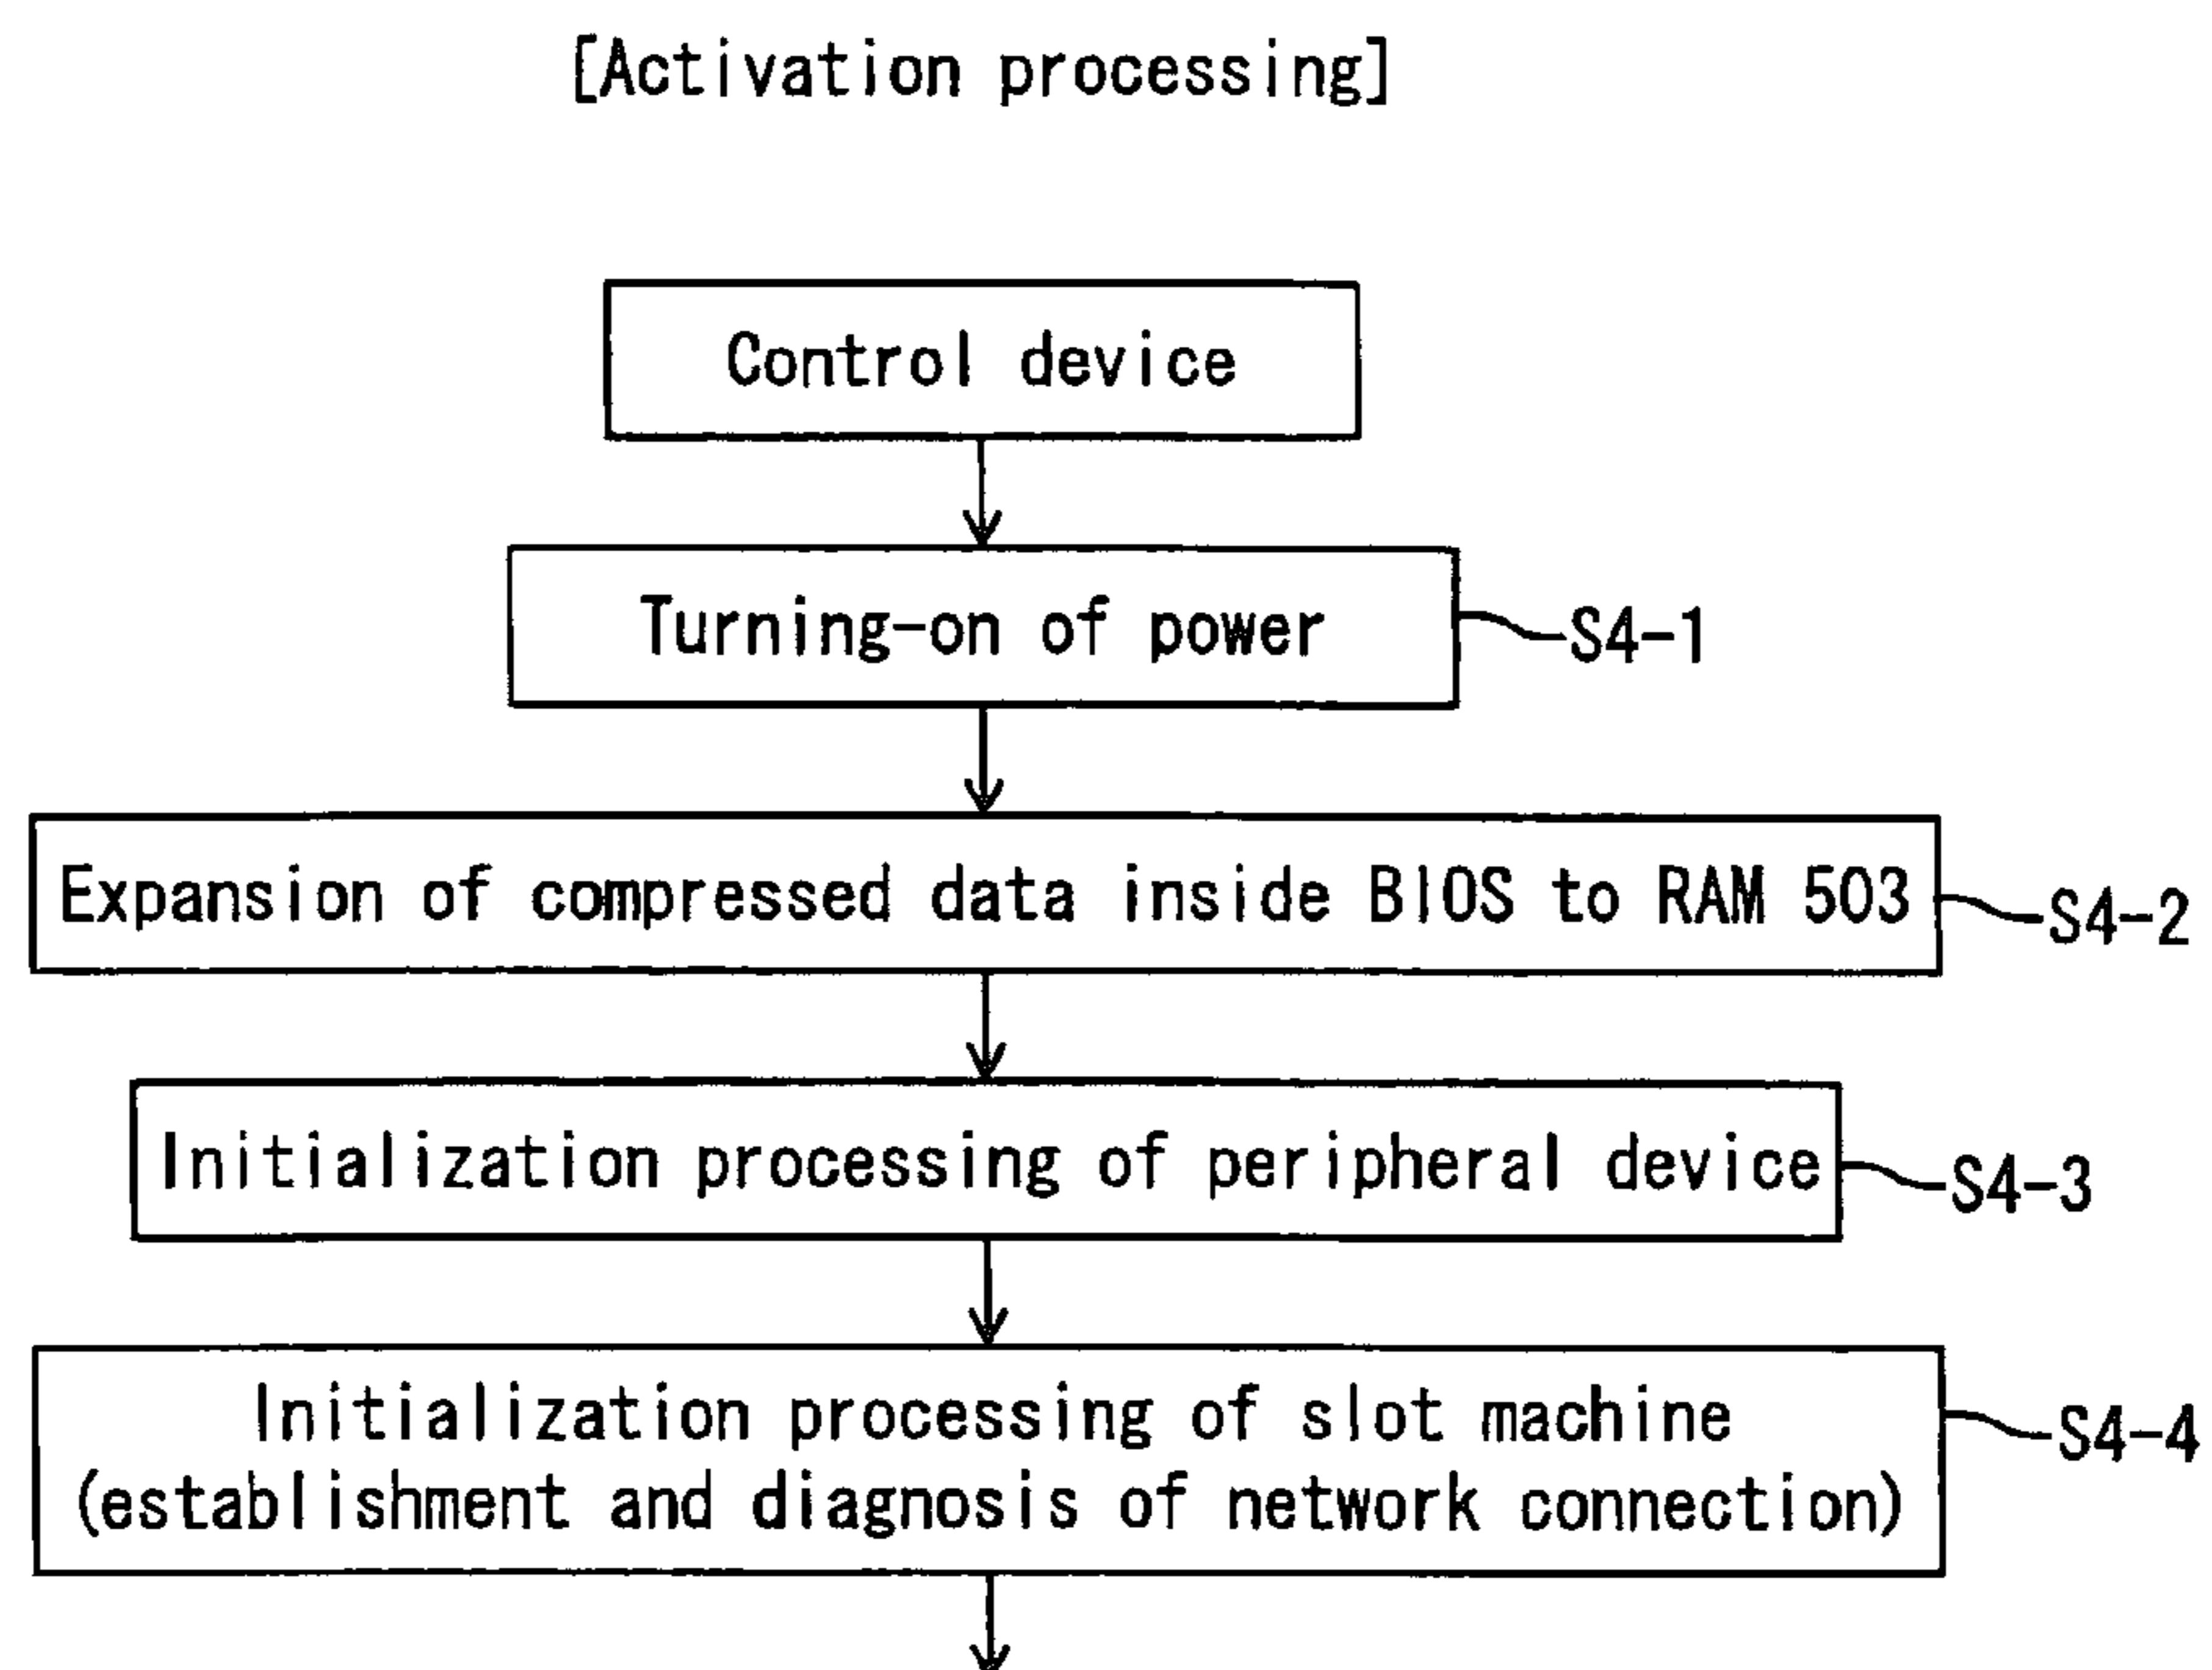 [Activation processing]
Control device
Turning-on of power
S4-1
Expansion of compressed data inside BIOS to RAM 503
S4-2
Initialization processing of peripheral device
S4-3
Initialization processing of slot machine
(establishment and diagnosis of network connection)
S4-4